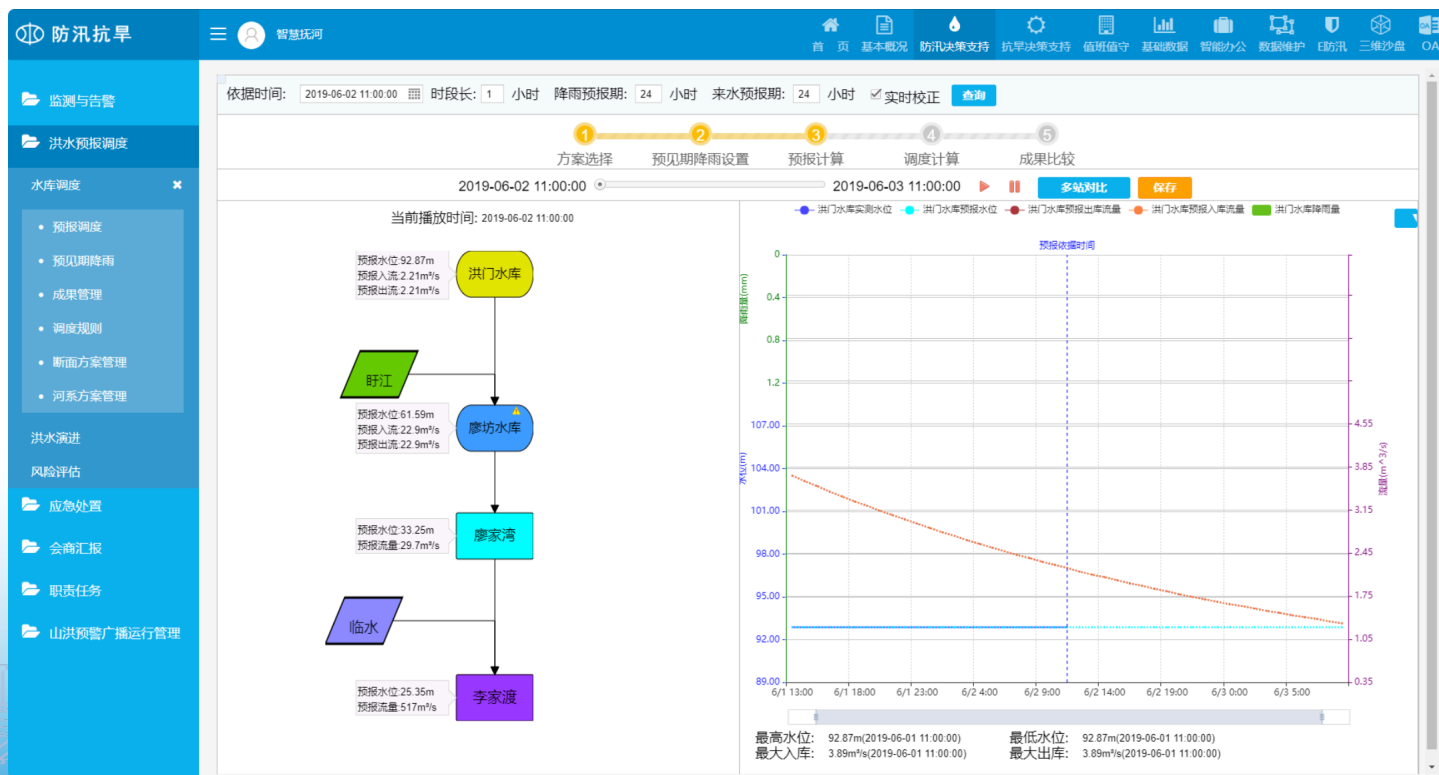 防汛抗旱
智慧抚河
首 页 基本概况 防汛决策支持 抗旱决策支持 值班值守 基础数据 智能办公 数据维护 E防汛 三维沙盘 OA
监测与告警
洪水预报调度
水库调度
预报调度
预见期降雨
成果管理
调度规则
断面方案管理
河系方案管理
洪水演进
风险评估
应急处置
会商汇报
职责任务
山洪预警广播运行管理
依据时间: 2019-06-02 11:00:00 时段长: 1 小时 降雨预报期: 24 小时 来水预报期: 24 小时 实时校正 查询
1 2 3 4 5
方案选择 预见期降雨设置 预报计算 调度计算 成果比较
2019-06-02 11:00:00 2019-06-03 11:00:00 多站对比 保存
当前播放时间: 2019-06-02 11:00:00
预报水位:92.87m
预报入流:2.21m³/s
预报出流:2.21m³/s
洪门水库
盱江
预报水位:61.59m
预报入流:22.9m³/s
预报出流:22.9m³/s
廖坊水库
预报水位:33.25m
预报流量:29.7m³/s
廖家湾
临水
预报水位:25.35m
预报流量:517m³/s
李家渡
洪门水库实测水位 洪门水库预报水位 洪门水库预报出库流量 洪门水库预报入库流量 洪门水库降雨量
预报依据时间
降雨量(mm)
0
0.4
0.8
1.2
水位(m)
107.00
104.00
101.00
98.00
95.00
92.00
89.00
流量(m^3/s)
4.55
3.85
3.15
2.45
1.75
1.05
0.35
6/1 13:00 6/1 18:00 6/1 23:00 6/2 4:00 6/2 9:00 6/2 14:00 6/2 19:00 6/3 0:00 6/3 5:00
最高水位: 92.87m(2019-06-01 11:00:00) 最低水位: 92.87m(2019-06-01 11:00:00)
最大入库: 3.89m³/s(2019-06-01 11:00:00) 最大出库: 3.89m³/s(2019-06-01 11:00:00)